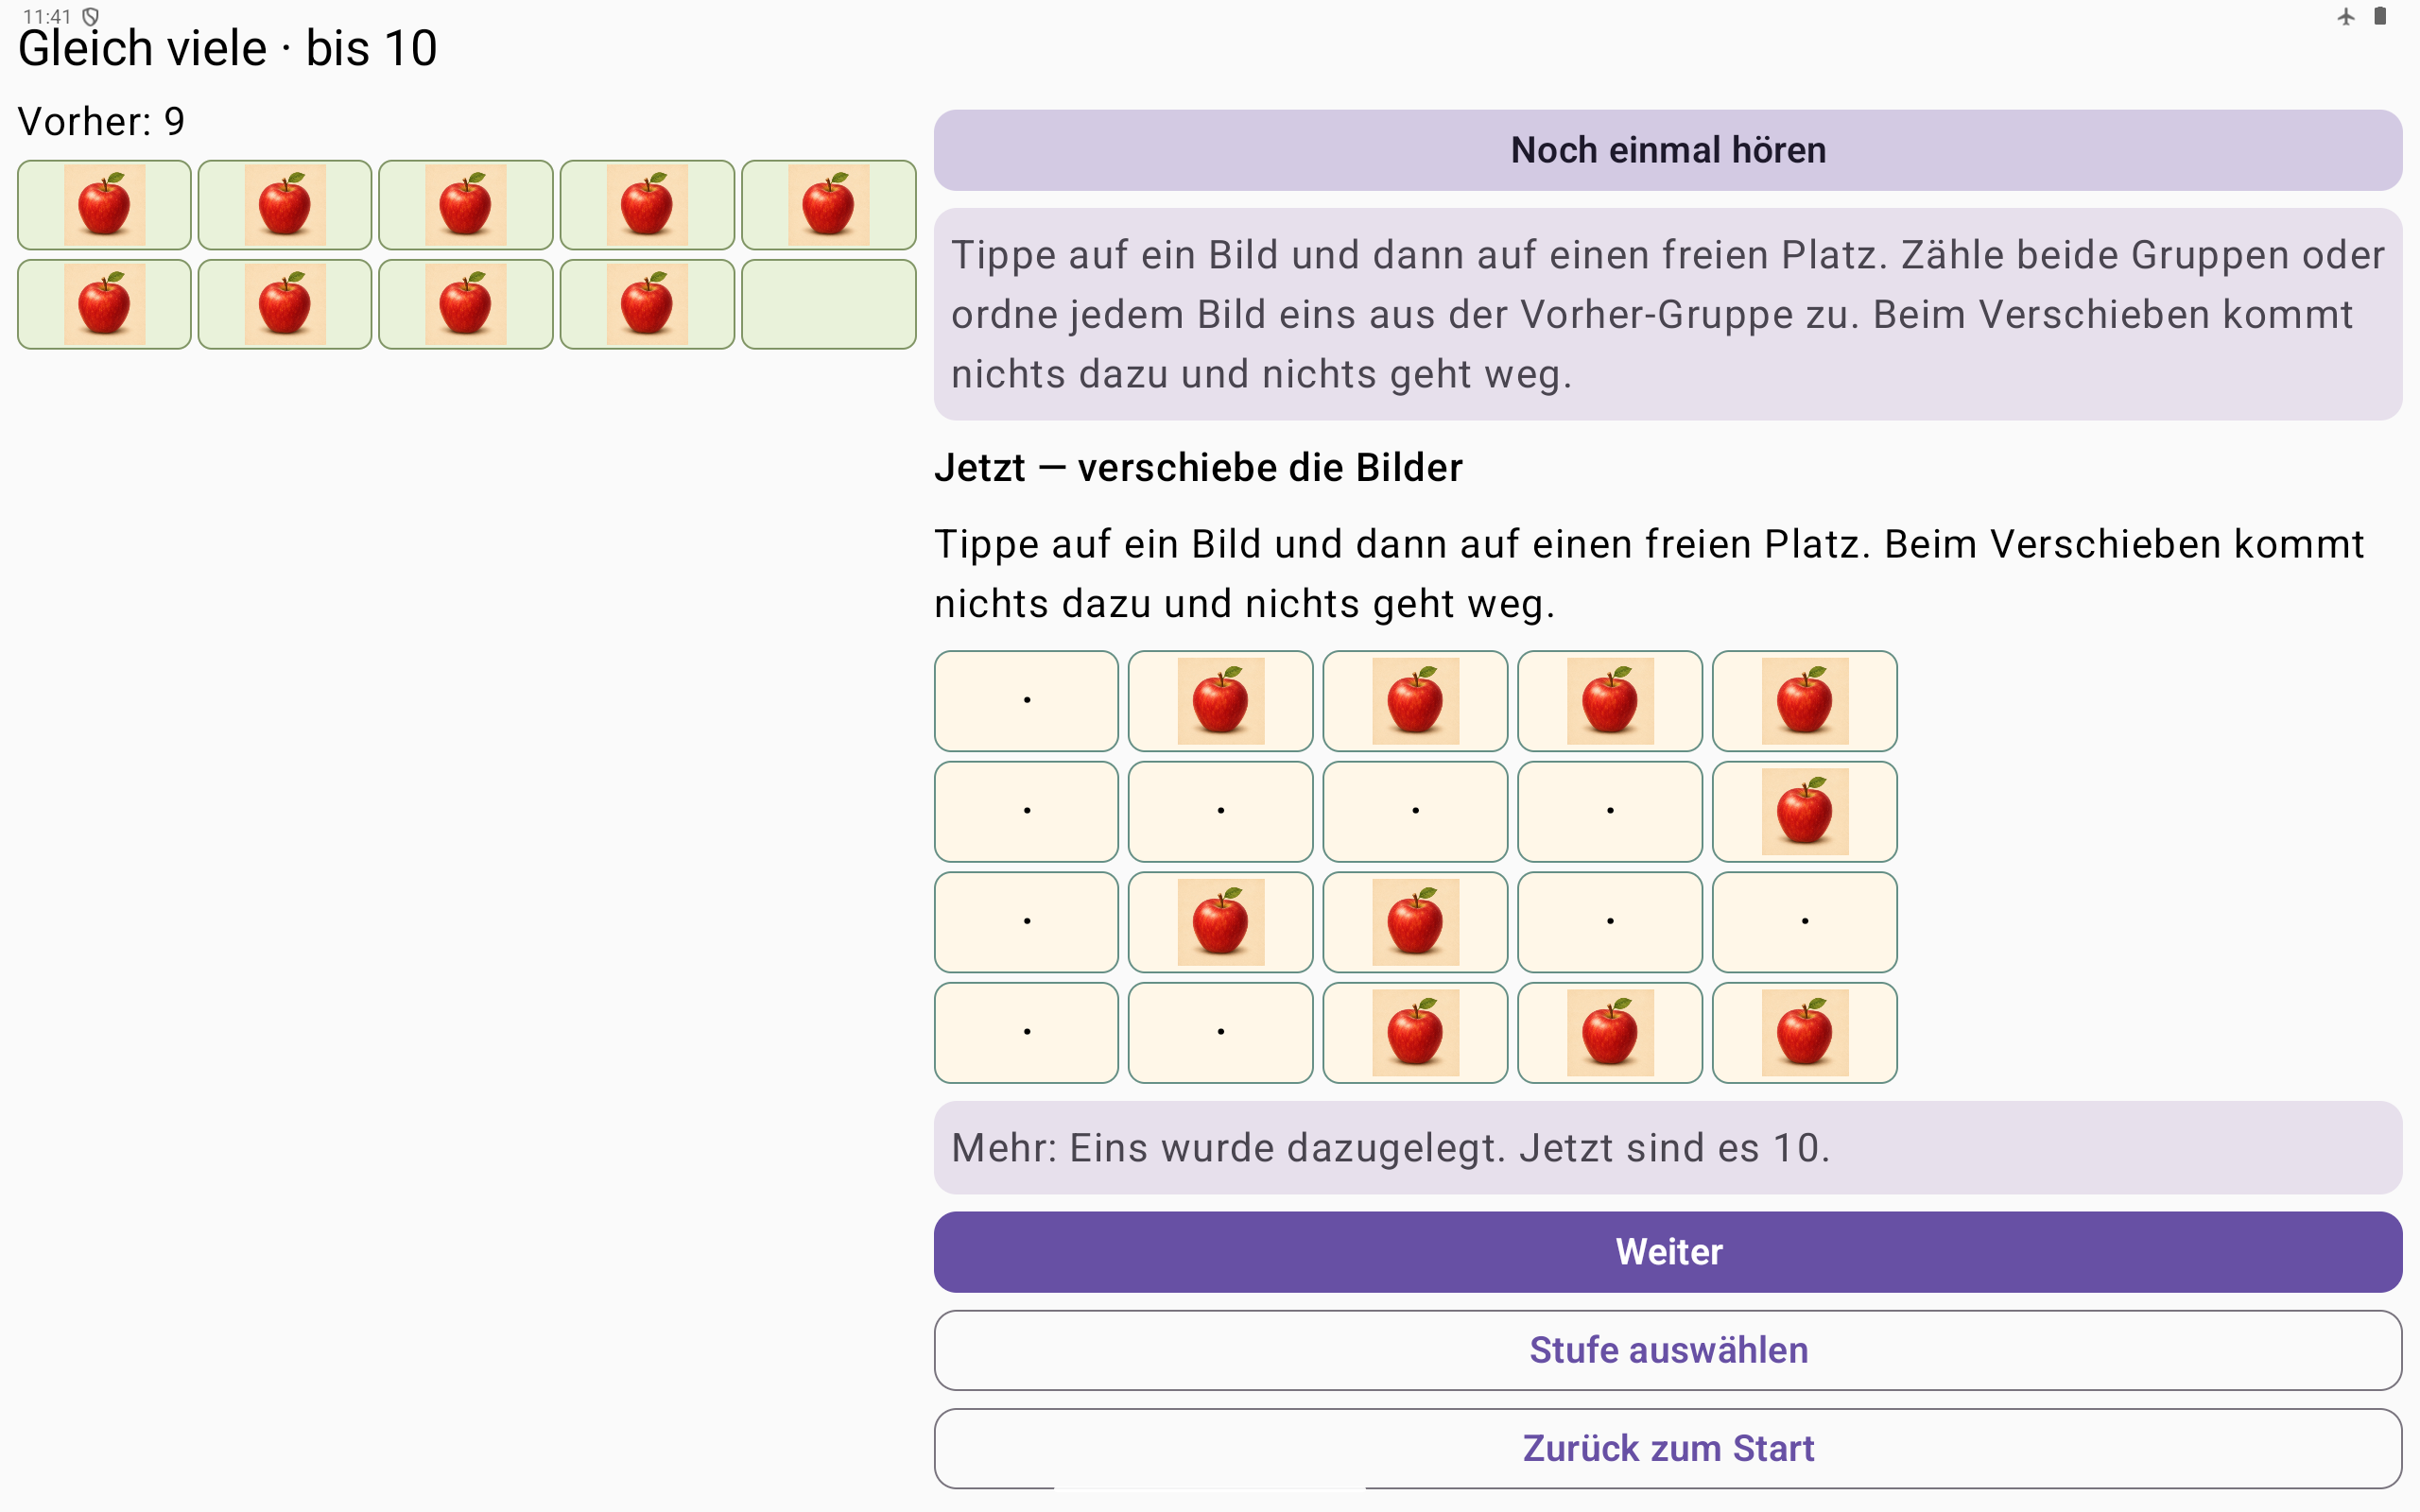 11:41
Gleich viele · bis 10
Vorher: 9
Noch einmal hören
Tippe auf ein Bild und dann auf einen freien Platz. Zähle beide Gruppen oder
ordne jedem Bild eins aus der Vorher-Gruppe zu. Beim Verschieben kommt
nichts dazu und nichts geht weg.
Jetzt — verschiebe die Bilder
Tippe auf ein Bild und dann auf einen freien Platz. Beim Verschieben kommt
nichts dazu und nichts geht weg.
Mehr: Eins wurde dazugelegt. Jetzt sind es 10.
Weiter
Stufe auswählen
Zurück zum Start